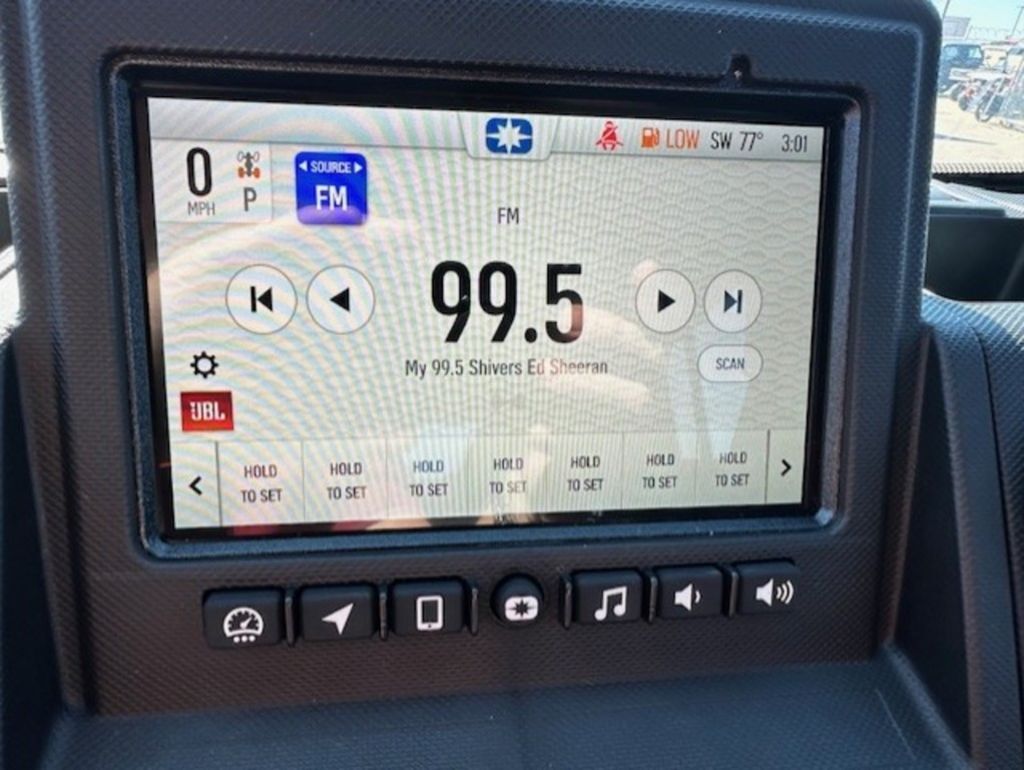 LOW SW 77° 3:01
0
MPH
P
SOURCE
FM
FM
99.5
My 99.5 Shivers Ed Sheeran
SCAN
JBL
HOLD TO SET
HOLD TO SET
HOLD TO SET
HOLD TO SET
HOLD TO SET
HOLD TO SET
HOLD TO SET